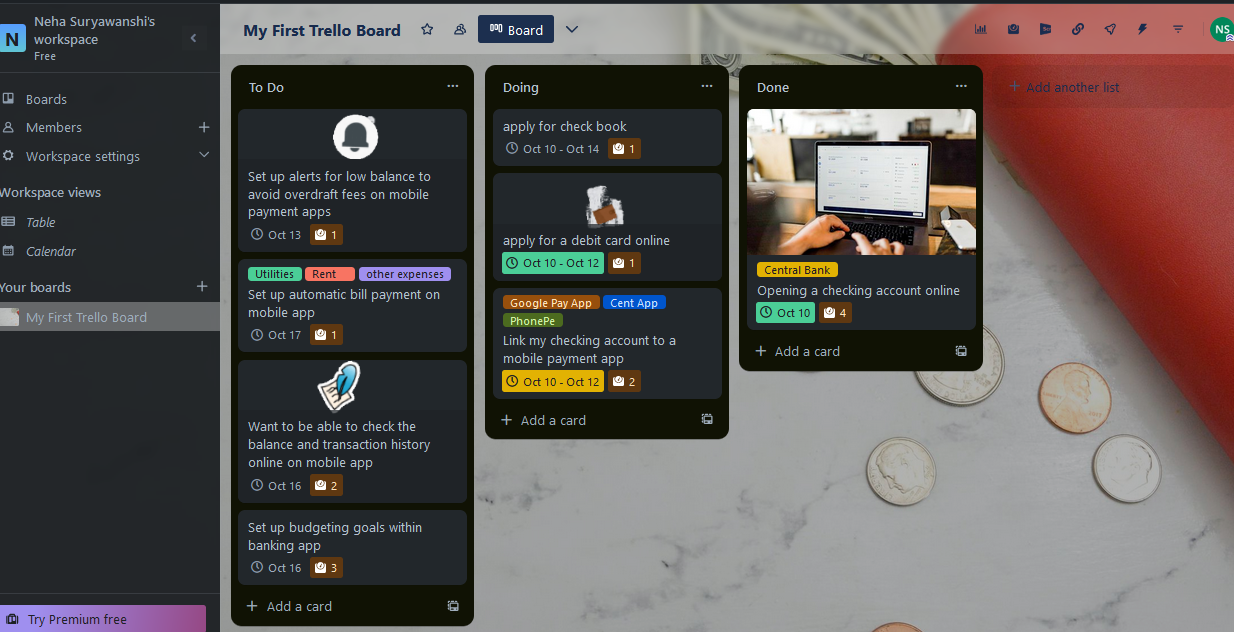 N
Neha Suryawanshi's
workspace
Free
Boards
Members
Workspace settings
Workspace views
Table
Calendar
Your boards
My First Trello Board
Try Premium free
My First Trello Board
Board
NS
To Do
Set up alerts for low balance to
avoid overdraft fees on mobile
payment apps
Oct 13 1
Utilities Rent other expenses
Set up automatic bill payment on
mobile app
Oct 17 1
Want to be able to check the
balance and transaction history
online on mobile app
Oct 16 2
Set up budgeting goals within
banking app
Oct 16 3
+ Add a card
Doing
apply for check book
Oct 10 - Oct 14 1
apply for a debit card online
Oct 10 - Oct 12 1
Google Pay App Cent App
PhonePe
Link my checking account to a
mobile payment app
Oct 10 - Oct 12 2
+ Add a card
Done
Central Bank
Opening a checking account online
Oct 10 4
+ Add a card
+ Add another list